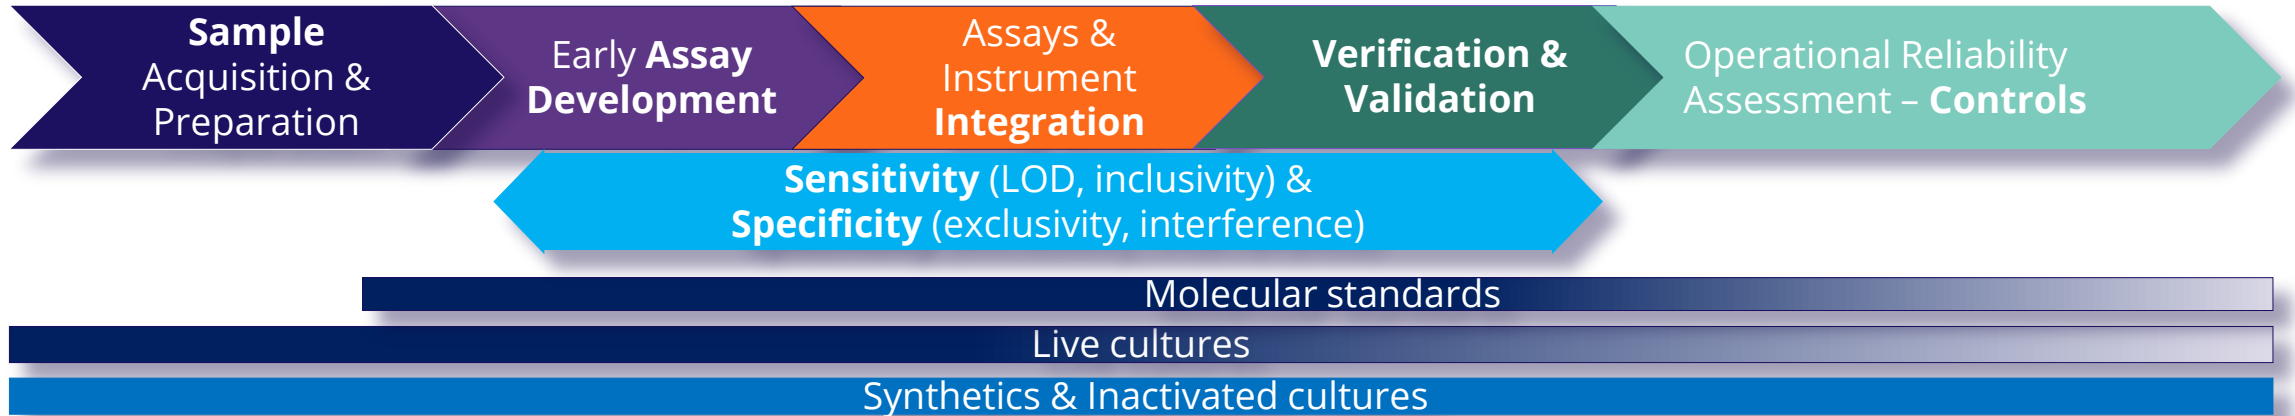 Sample
Acquisition &
Preparation
Early Assay
Development
Assays &
Instrument
Integration
Verification &
Validation
Operational Reliability
Assessment – Controls
Sensitivity (LOD, inclusivity) &
Specificity (exclusivity, interference)
Molecular standards
Live cultures
Synthetics & Inactivated cultures